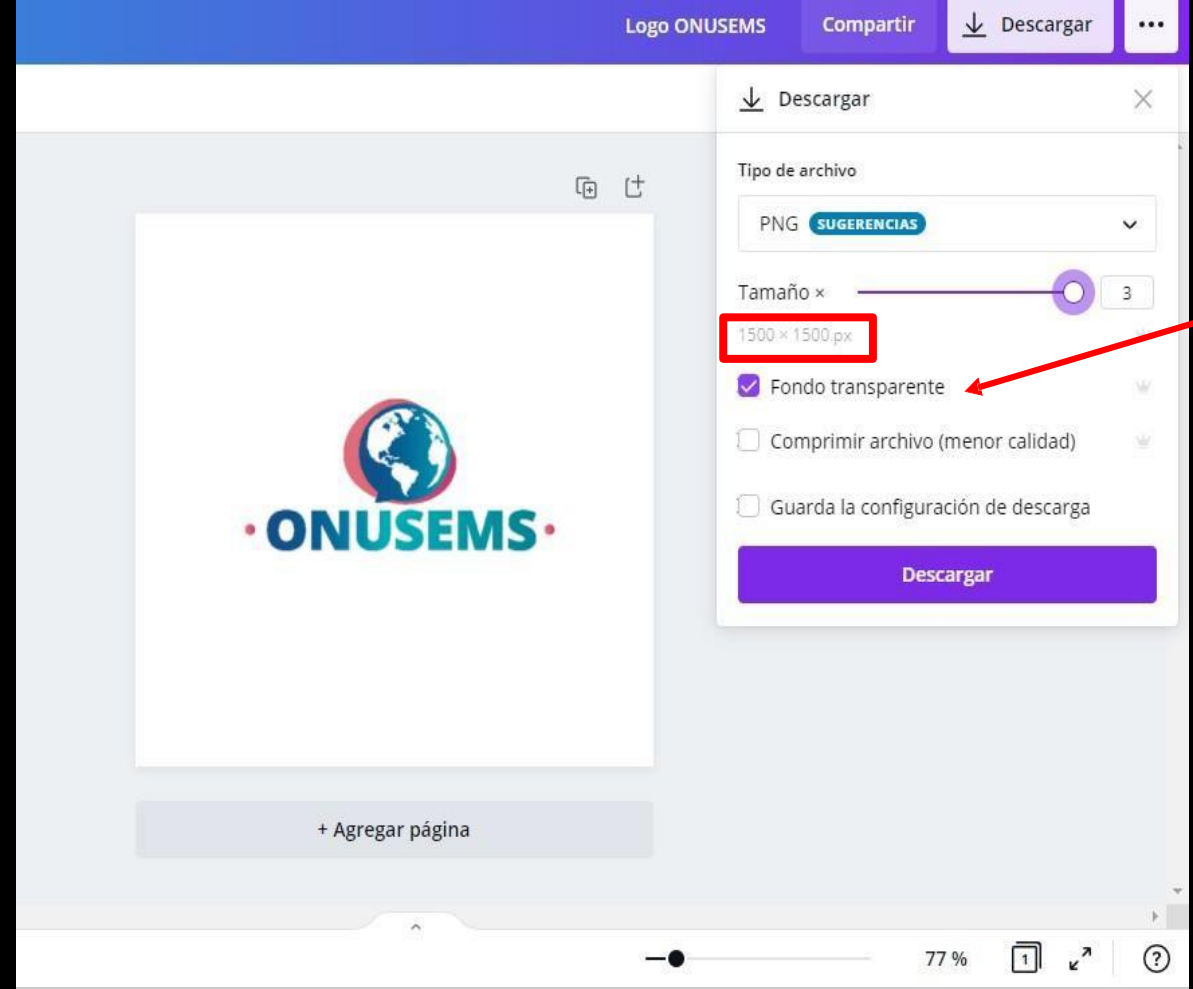 Logo ONUSEMS
Compartir
Descargar
Descargar
Tipo de archivo
PNG SUGERENCIAS
Tamaño ×
3
1500 × 1500 px
Fondo transparente
Comprimir archivo (menor calidad)
Guarda la configuración de descarga
Descargar
• ONUSEMS •
+ Agregar página
77 %
1
?